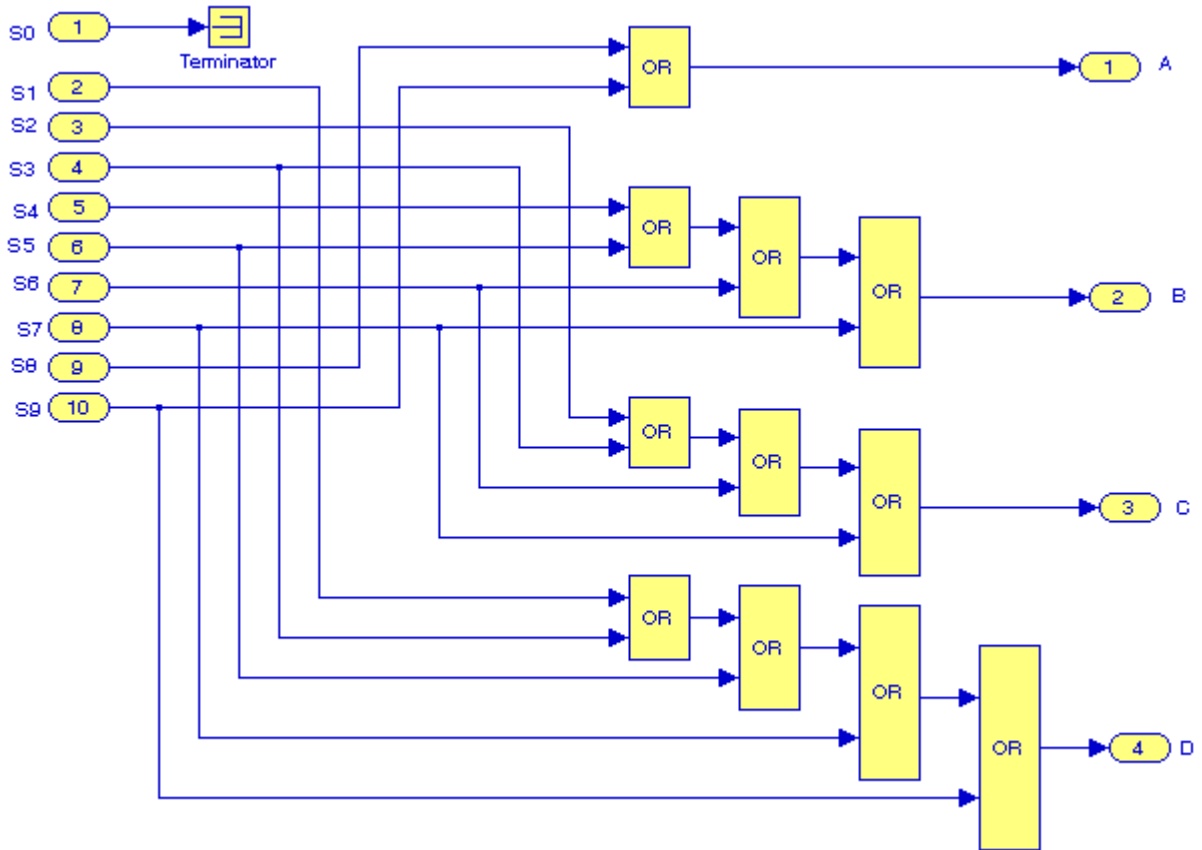 S0 1
Terminator
OR
1 A
S1 2
S2 3
S3 4
S4 5
OR
OR
S5 6
S6 7
OR
2 B
S7 8
S8 9
S9 10
OR
OR
OR
3 C
OR
OR
OR
OR
4 D